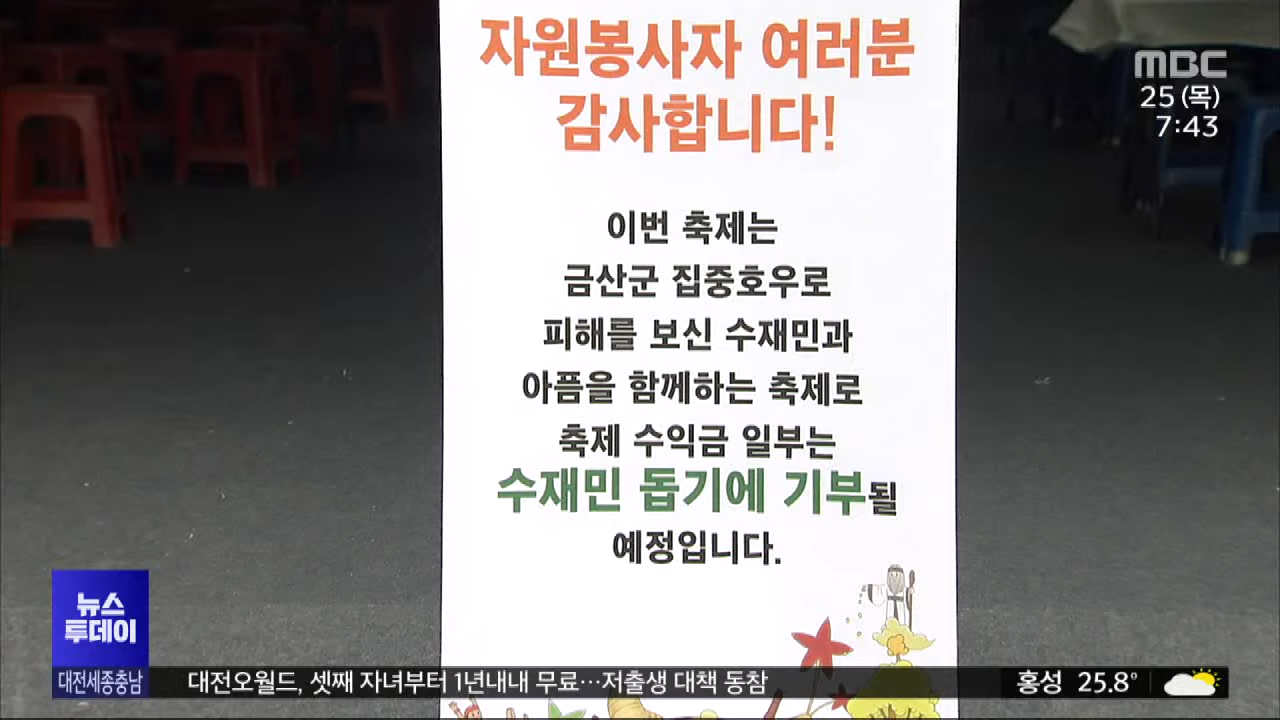 자원봉사자 여러분
감사합니다!
이번 축제는
금산군 집중호우로
피해를 보신 수재민과
아픔을 함께하는 축제로
축제 수익금 일부는
수재민 돕기에 기부될
예정입니다.
MBC
25 (목)
7:43
뉴스
투데이
대전세종충남
대전오월드, 셋째 자녀부터 1년내내 무료…저출생 대책 동참
홍성 25.8°